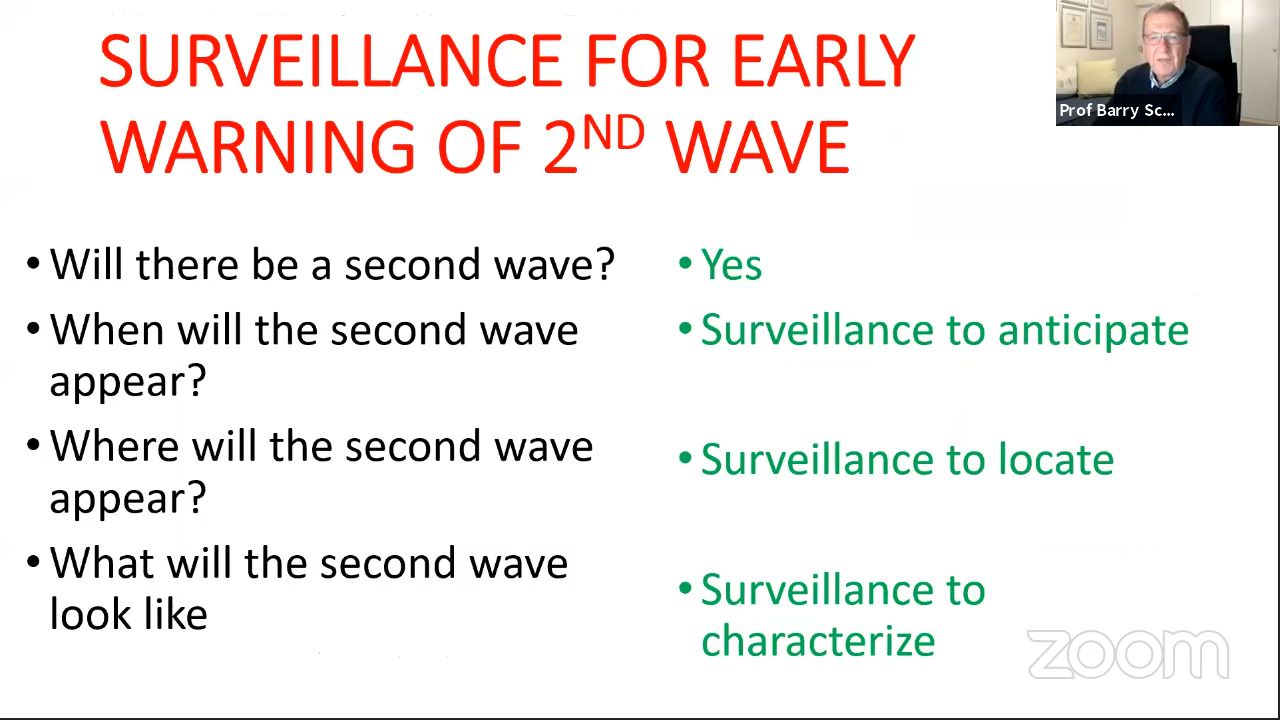 SURVEILLANCE FOR EARLY
WARNING OF 2ND WAVE
Prof Barry Sc...
• Will there be a second wave?
• When will the second wave
appear?
• Where will the second wave
appear?
• What will the second wave
look like
• Yes
• Surveillance to anticipate
• Surveillance to locate
• Surveillance to
characterize
zoom